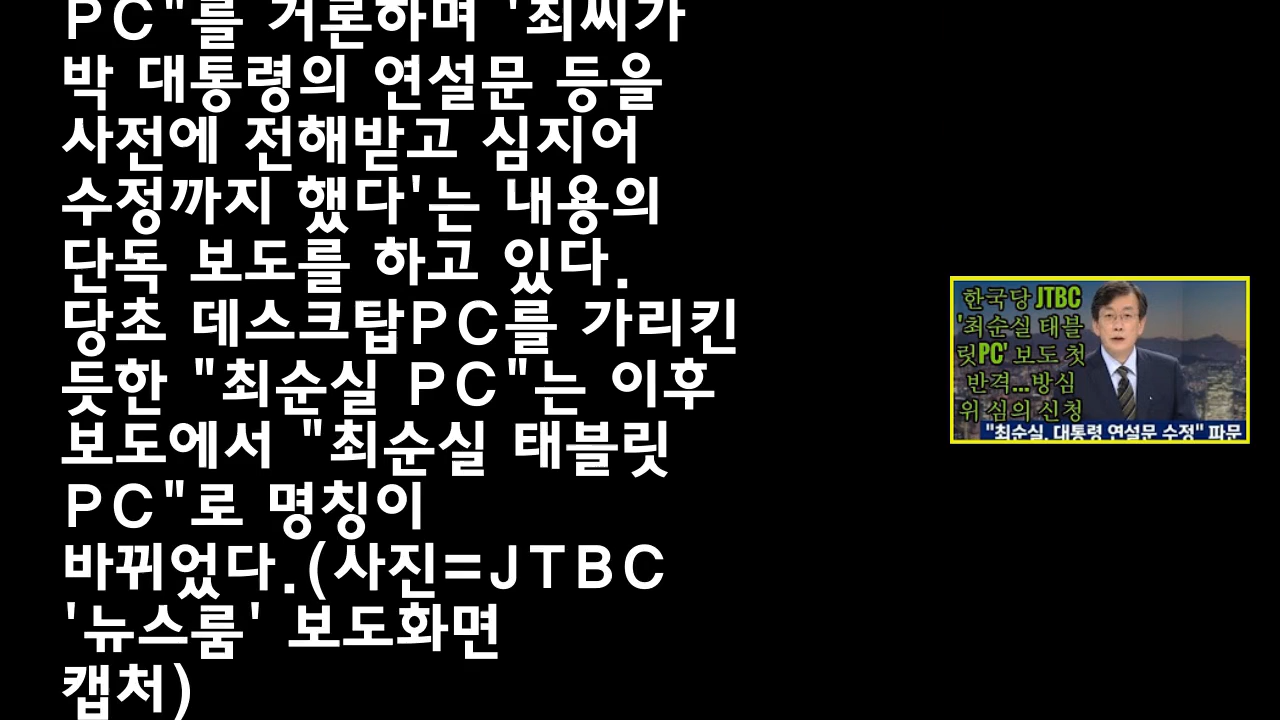 PC"를 거론하며 '최씨가
박 대통령의 연설문 등을
사전에 전해받고 심지어
수정까지 했다'는 내용의
단독 보도를 하고 있다.
당초 데스크탑PC를 가리킨
듯한 "최순실 PC"는 이후
보도에서 "최순실 태블릿
PC"로 명칭이
바뀌었다.(사진=JTBC
'뉴스룸' 보도화면
캡처)
한국당 JTBC
'최순실 태블
릿PC' 보도 첫
반격...방심
위 심의 신청
"최순실, 대통령 연설문 수정" 파문